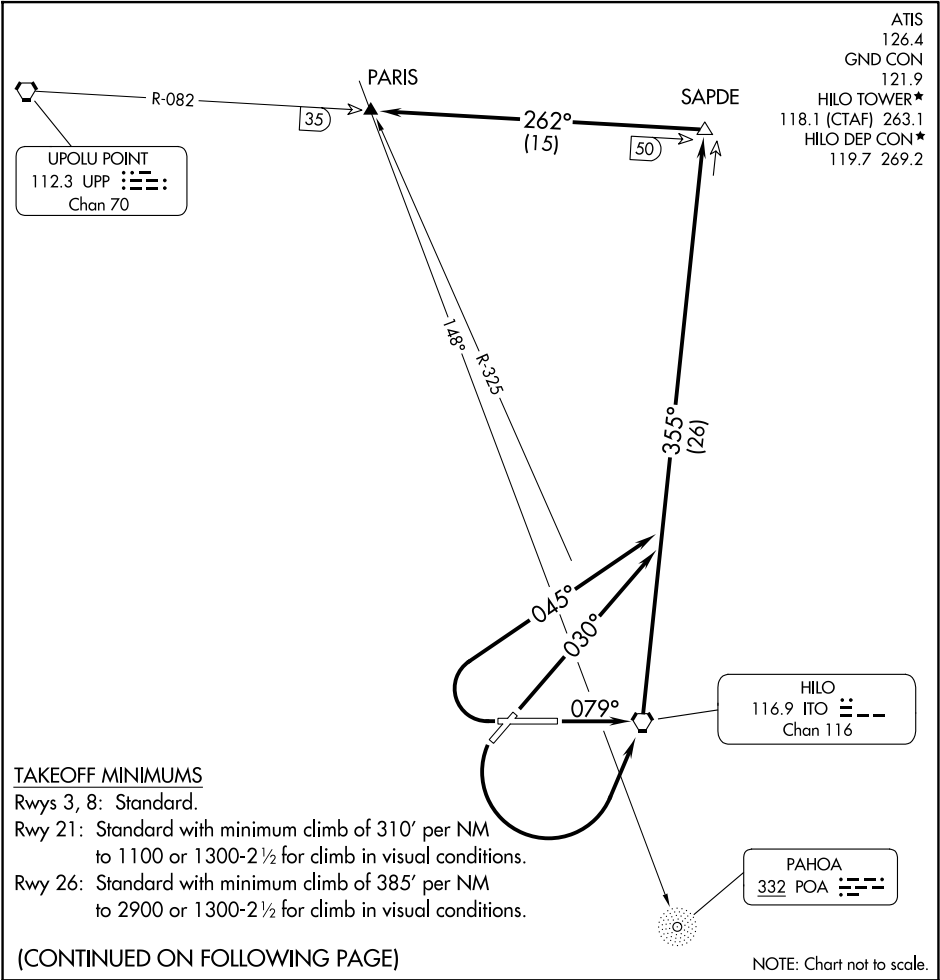 ATIS
126.4
GND CON
121.9
HILO TOWER★
118.1 (CTAF) 263.1
HILO DEP CON★
119.7 269.2
PARIS
SAPDE
R-082
35
262°
(15)
50
UPOLU POINT
112.3 UPP
Chan 70
148°
R-325
355°
(26)
045°
030°
079°
HILO
116.9 ITO
Chan 116
TAKEOFF MINIMUMS
Rwys 3, 8: Standard.
Rwy 21: Standard with minimum climb of 310' per NM
to 1100 or 1300-2½ for climb in visual conditions.
Rwy 26: Standard with minimum climb of 385' per NM
to 2900 or 1300-2½ for climb in visual conditions.
PAHOA
332 POA
(CONTINUED ON FOLLOWING PAGE)
NOTE: Chart not to scale.